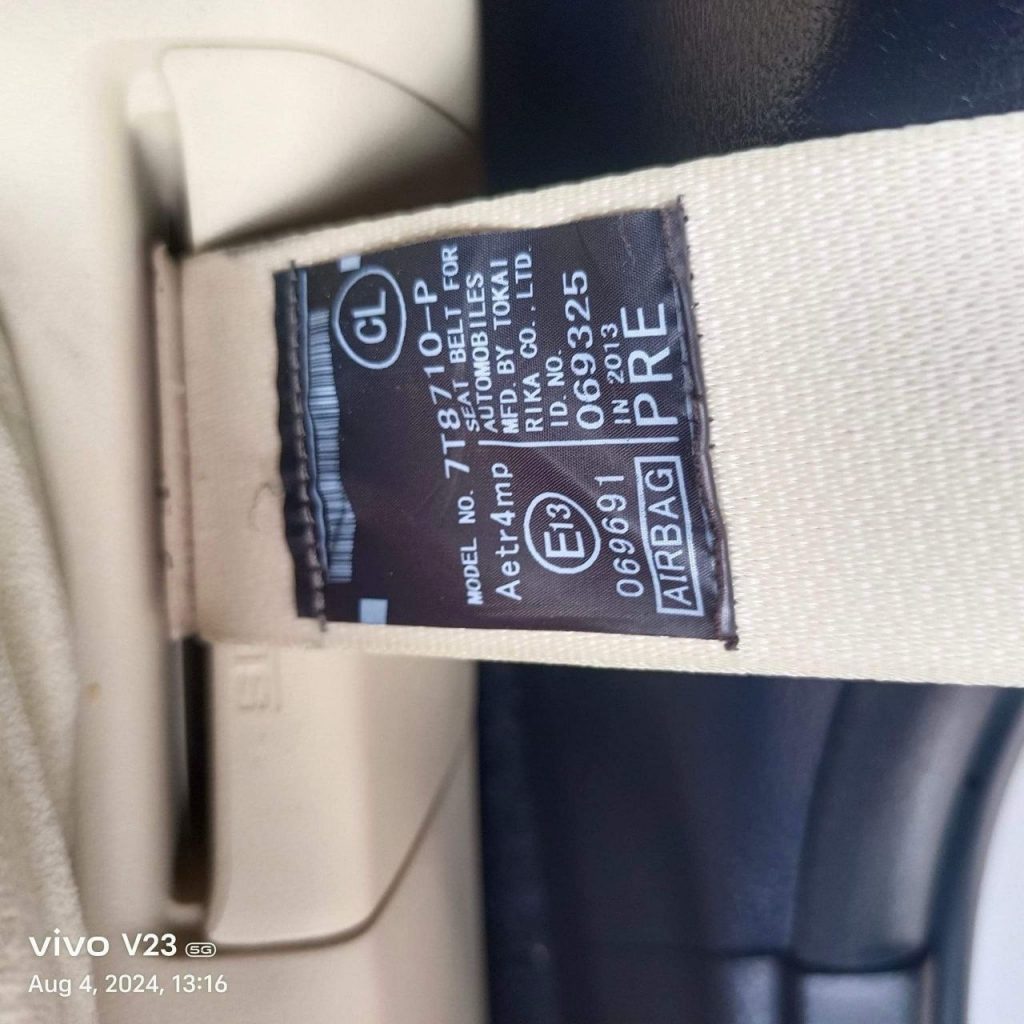 CL
MODEL NO. 7T8710-P
Aetr4mp
SEAT BELT FOR
AUTOMOBILES
MFD. BY TOKAI
RIKA CO., LTD.
E13
ID. NO.
069691
069325
IN 2013
AIRBAG
PRE
vivo V23 5G
Aug 4, 2024, 13:16